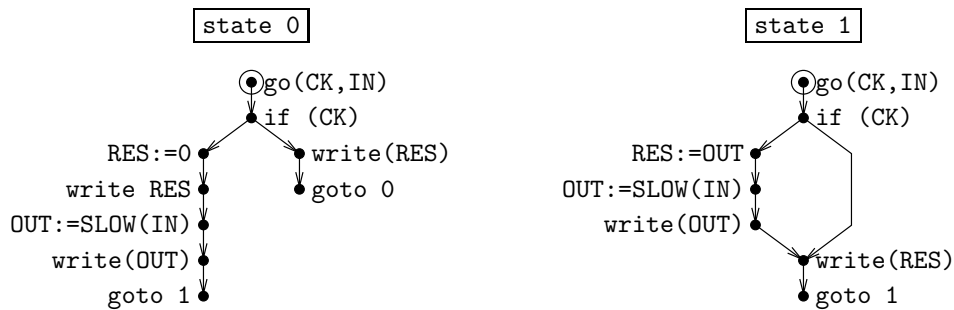 state 0
go(CK,IN)
if (CK)
RES:=0
write(RES)
write RES
goto 0
OUT:=SLOW(IN)
write(OUT)
goto 1
state 1
go(CK,IN)
if (CK)
RES:=OUT
OUT:=SLOW(IN)
write(OUT)
write(RES)
goto 1